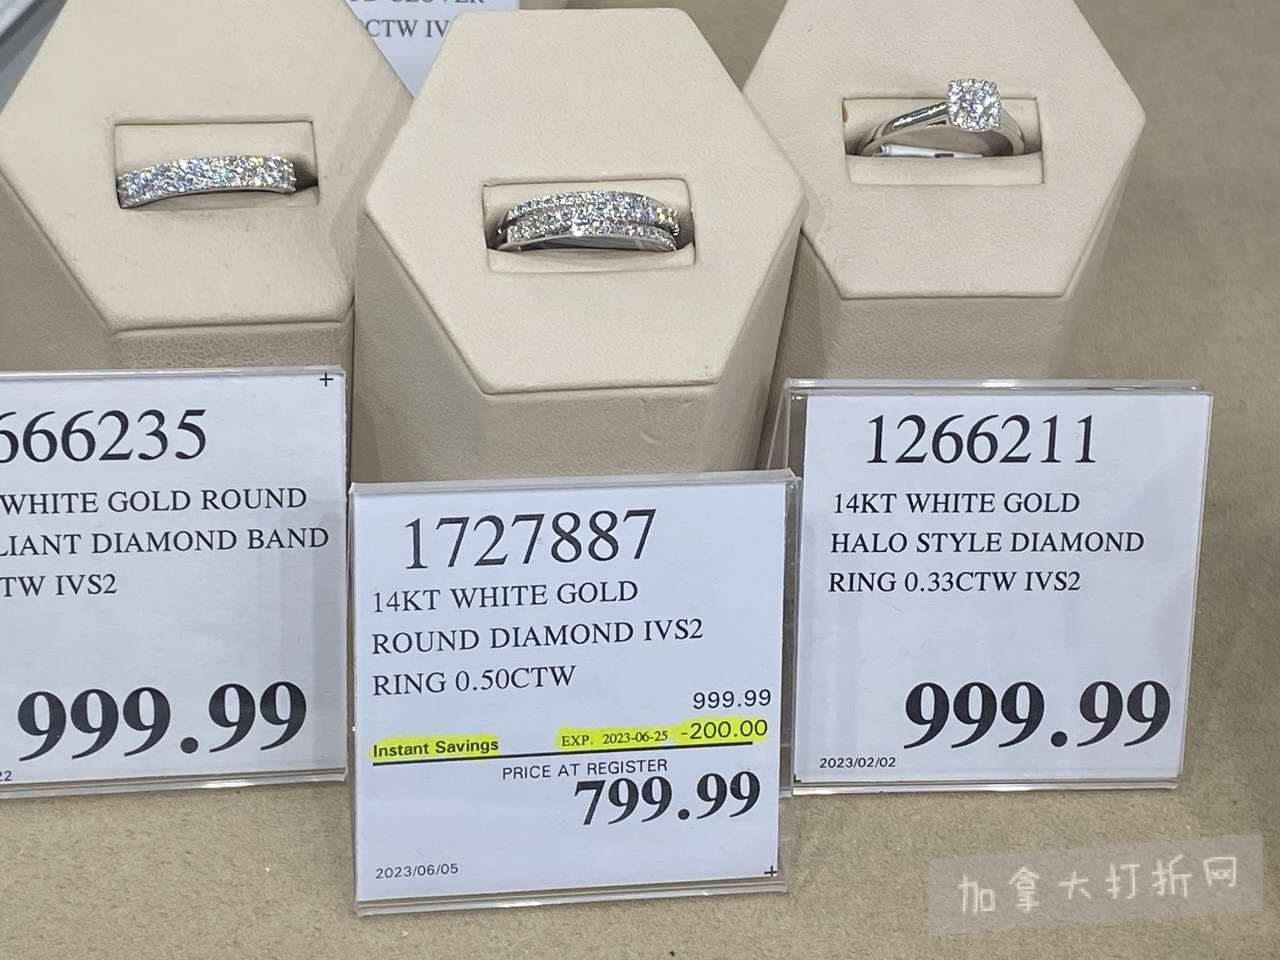 CTW IV
666235
WHITE GOLD ROUND
LIANT DIAMOND BAND
TW IVS2
999.99
22
1727887
14KT WHITE GOLD
ROUND DIAMOND IVS2
RING 0.50CTW
999.99
Instant Savings EXP. 2023-06-25 -200.00
PRICE AT REGISTER
799.99
2023/06/05
1266211
14KT WHITE GOLD
HALO STYLE DIAMOND
RING 0.33CTW IVS2
999.99
2023/02/02
加拿大打折网